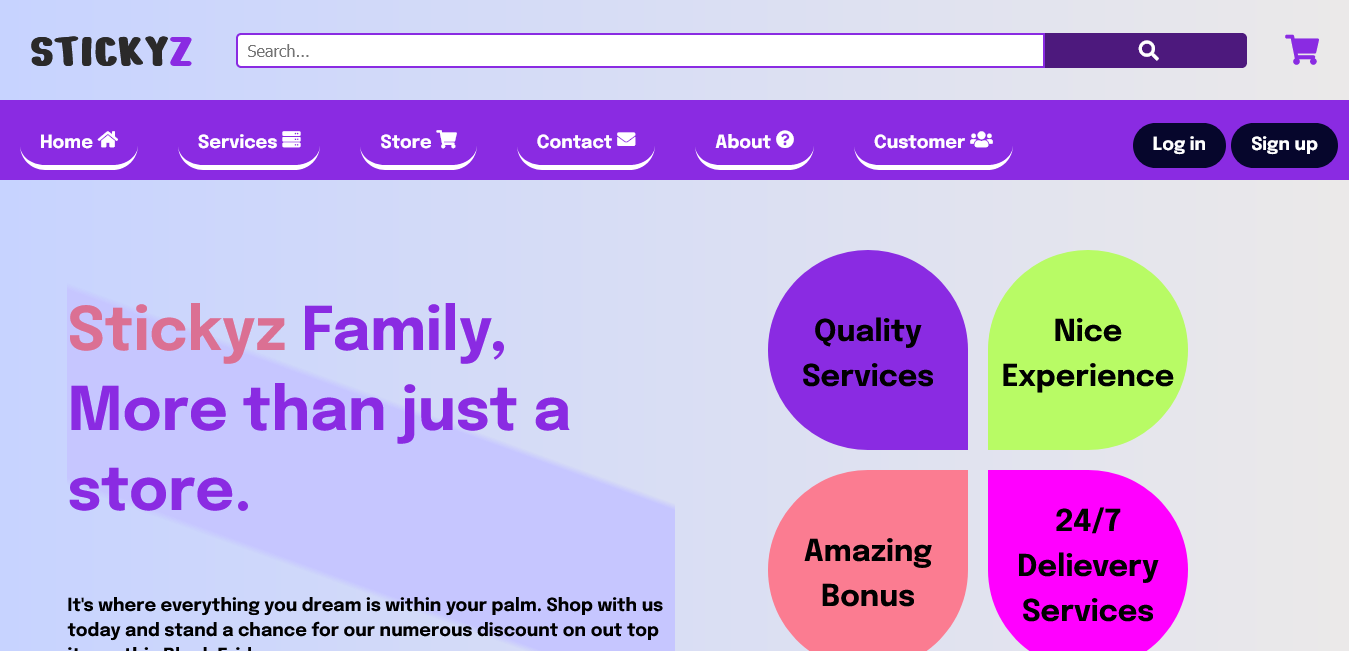 STICKYZ
Search...
Home Services Store Contact About Customer Log in Sign up
Stickyz Family,
More than just a
store.
It's where everything you dream is within your palm. Shop with us
today and stand a chance for our numerous discount on out top
Quality
Services
Nice
Experience
Amazing
Bonus
24/7
Delievery
Services